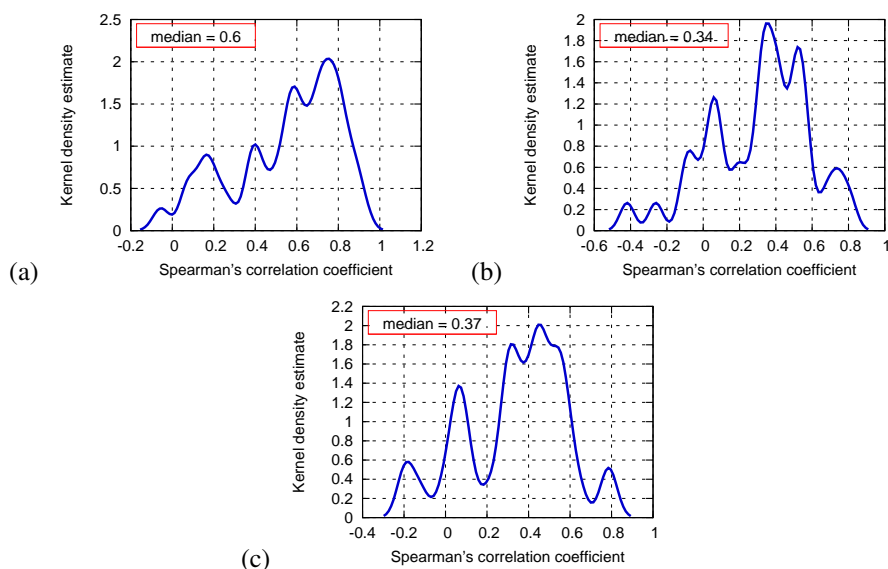 2.5
2
1.5
1
0.5
0
-0.2 0 0.2 0.4 0.6 0.8 1 1.2
Kernel density estimate
Spearman's correlation coefficient
median = 0.6
(a)
2
1.8
1.6
1.4
1.2
1
0.8
0.6
0.4
0.2
0
-0.6 -0.4 -0.2 0 0.2 0.4 0.6 0.8 1
Kernel density estimate
Spearman's correlation coefficient
median = 0.34
(b)
2.2
2
1.8
1.6
1.4
1.2
1
0.8
0.6
0.4
0.2
0
-0.4 -0.2 0 0.2 0.4 0.6 0.8 1
Kernel density estimate
Spearman's correlation coefficient
median = 0.37
(c)